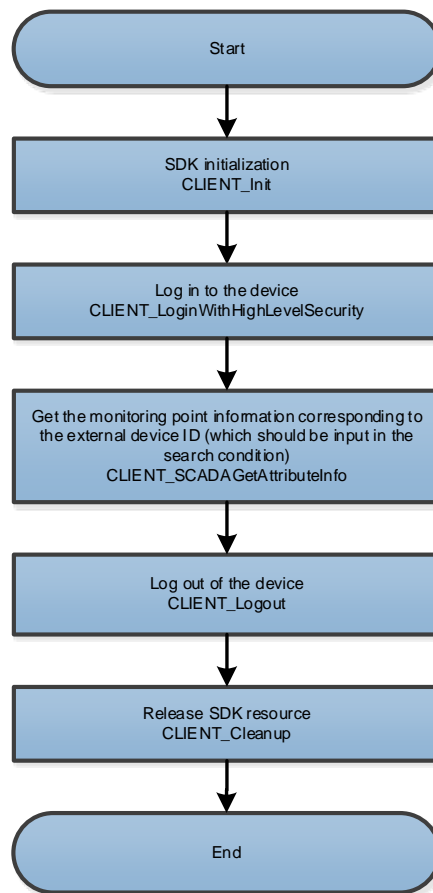 Start
SDK initialization
CLIENT_Init
Log in to the device
CLIENT_LoginWithHighLevelSecurity
Get the monitoring point information corresponding to
the external device ID (which should be input in the
search condition)
CLIENT_SCADAGetAttributeInfo
Log out of the device
CLIENT_Logout
Release SDK resource
CLIENT_Cleanup
End